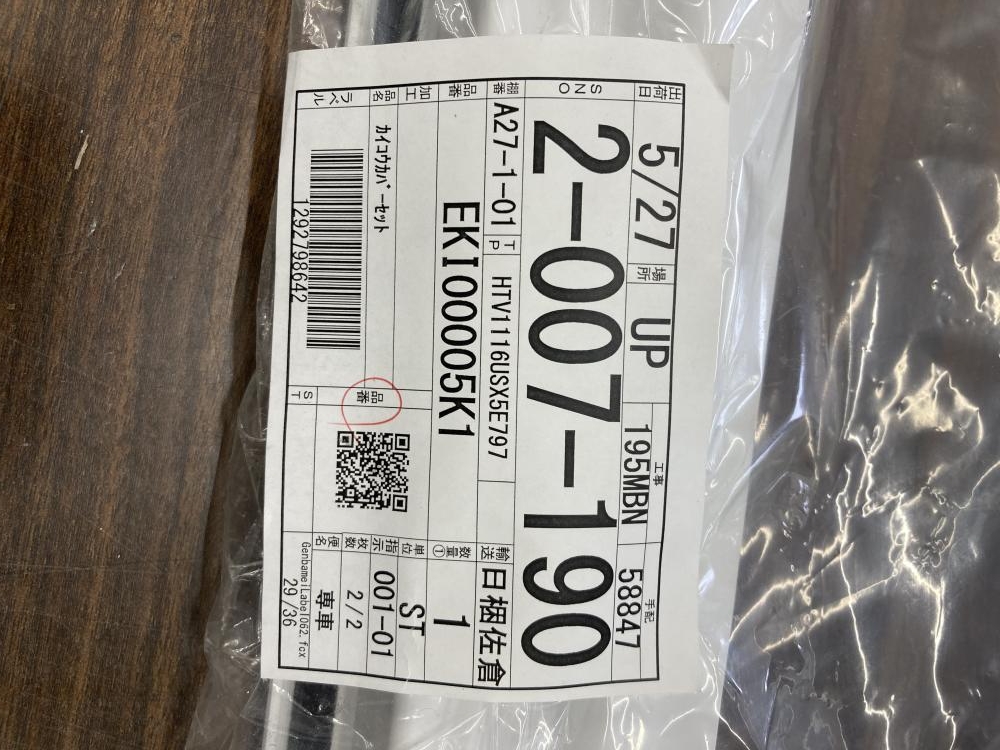 出荷日 5/27 場所 UP 工事 195MBN 手配 58847
SNO 2-007-190
棚番 A27-1-01 TP HTV1116USX5E797 輸送 日梱佐倉
品番 EKI00005K1 数量① 1
加工 単位 ST
品名 ｶｲｺｳｶﾊﾞｰｾｯﾄ 品番 指示 001-01
枚数 2/2
ラベル 1292798642 ST 便名 専車
GenbameiLabel062.fcx
29/36